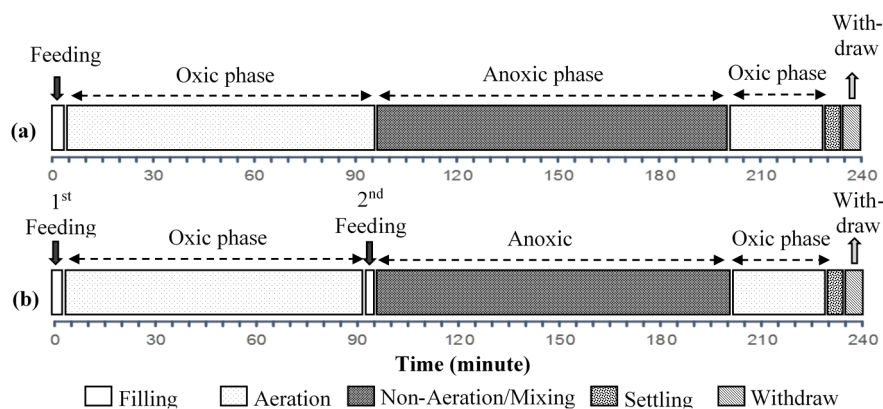 With-
draw
Feeding
Oxic phase
Anoxic phase
Oxic phase
(a)
0 30 60 90 120 150 180 210 240
1st
Feeding
2nd
Feeding
With-
draw
Oxic phase
Anoxic
Oxic phase
(b)
0 30 60 90 120 150 180 210 240
Time (minute)
Filling Aeration Non-Aeration/Mixing Settling Withdraw